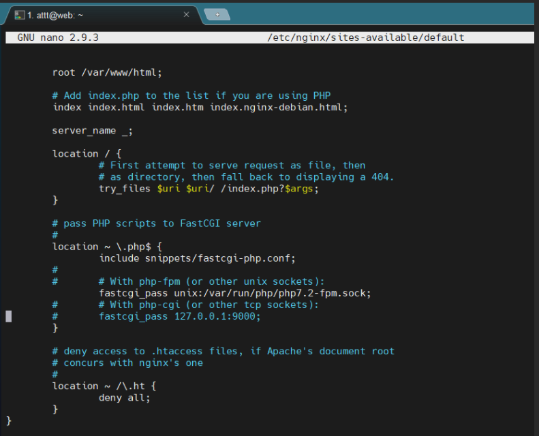 1. attt@web: ~
GNU nano 2.9.3 /etc/nginx/sites-available/default
root /var/www/html;
# Add index.php to the list if you are using PHP
index index.html index.htm index.nginx-debian.html;
server_name _;
location / {
# First attempt to serve request as file, then
# as directory, then fall back to displaying a 404.
try_files $uri $uri/ /index.php?$args;
}
# pass PHP scripts to FastCGI server
#
location ~ \.php$ {
include snippets/fastcgi-php.conf;
#
# # With php-fpm (or other unix sockets):
fastcgi_pass unix:/var/run/php/php7.2-fpm.sock;
# # With php-cgi (or other tcp sockets):
# fastcgi_pass 127.0.0.1:9000;
}
# deny access to .htaccess files, if Apache's document root
# concurs with nginx's one
#
location ~ /\.ht {
deny all;
}
}